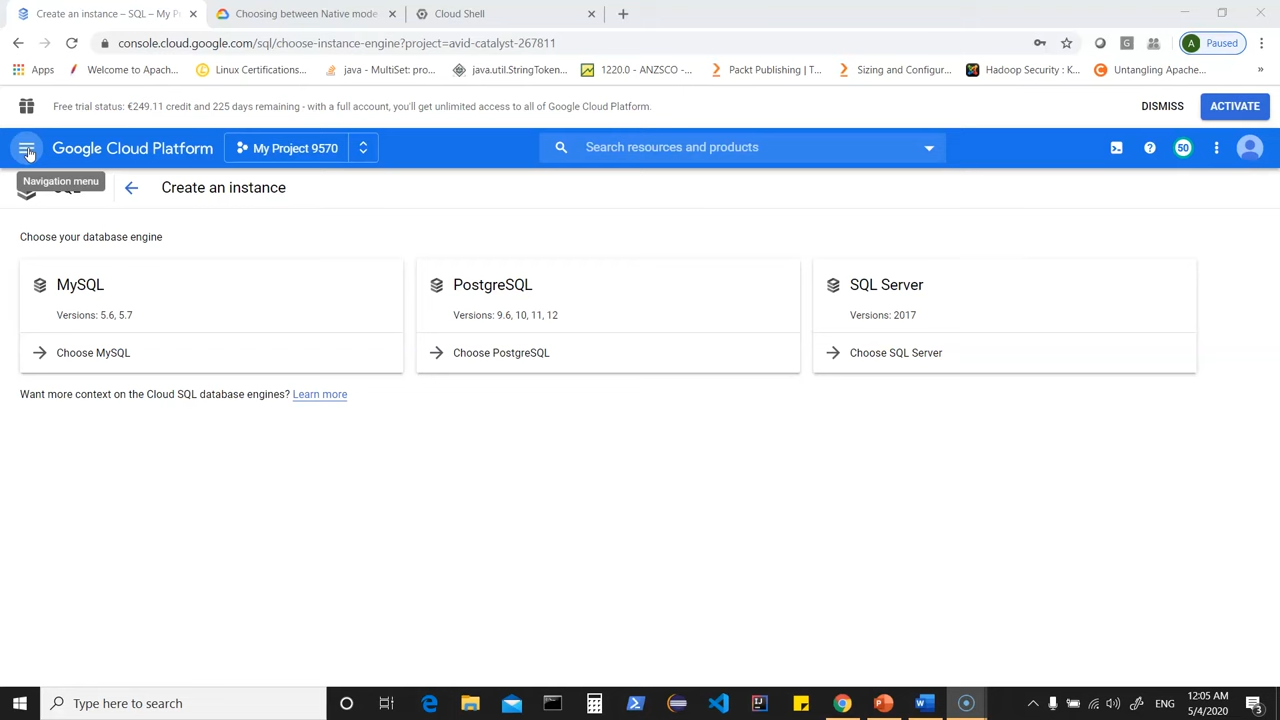 Create an instance – SQL – My P
Choosing between Native mode
Cloud Shell
console.cloud.google.com/sql/choose-instance-engine?project=avid-catalyst-267811
A Paused
Apps
Welcome to Apach...
Linux Certifications...
java - MultiSet: pro...
java.util.StringToken...
1220.0 - ANZSCO -...
Packt Publishing | T...
Sizing and Configur...
Hadoop Security : K...
Untangling Apache...
»
Free trial status: €249.11 credit and 225 days remaining - with a full account, you'll get unlimited access to all of Google Cloud Platform.
DISMISS
ACTIVATE
Google Cloud Platform
My Project 9570
Search resources and products
50
Navigation menu
Create an instance
Choose your database engine
MySQL
Versions: 5.6, 5.7
Choose MySQL
PostgreSQL
Versions: 9.6, 10, 11, 12
Choose PostgreSQL
SQL Server
Versions: 2017
Choose SQL Server
Want more context on the Cloud SQL database engines? Learn more
Type here to search
ENG
12:05 AM
5/4/2020
3